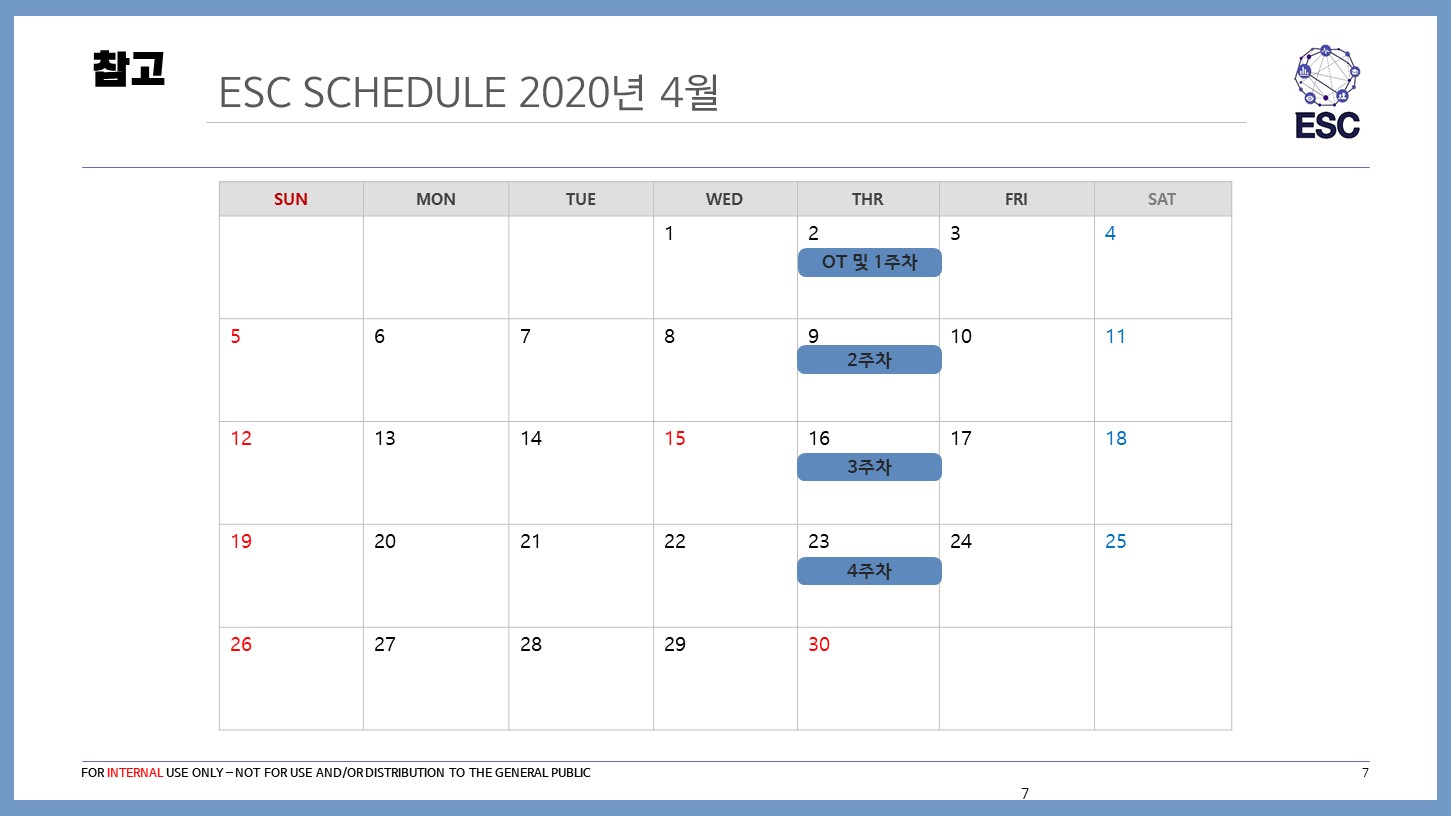 참고
ESC SCHEDULE 2020년 4월
ESC
SUN MON TUE WED THR FRI SAT
1 2 3 4
OT 및 1주차
5 6 7 8 9 10 11
2주차
12 13 14 15 16 17 18
3주차
19 20 21 22 23 24 25
4주차
26 27 28 29 30
FOR INTERNAL USE ONLY – NOT FOR USE AND/OR DISTRIBUTION TO THE GENERAL PUBLIC 7
7